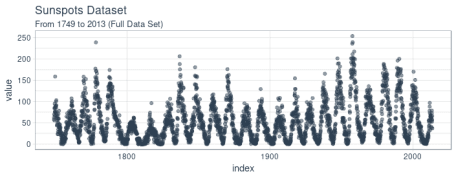 Sunspots Dataset
From 1749 to 2013 (Full Data Set)
250
200
150
100
50
0
value
1800
1900
2000
index